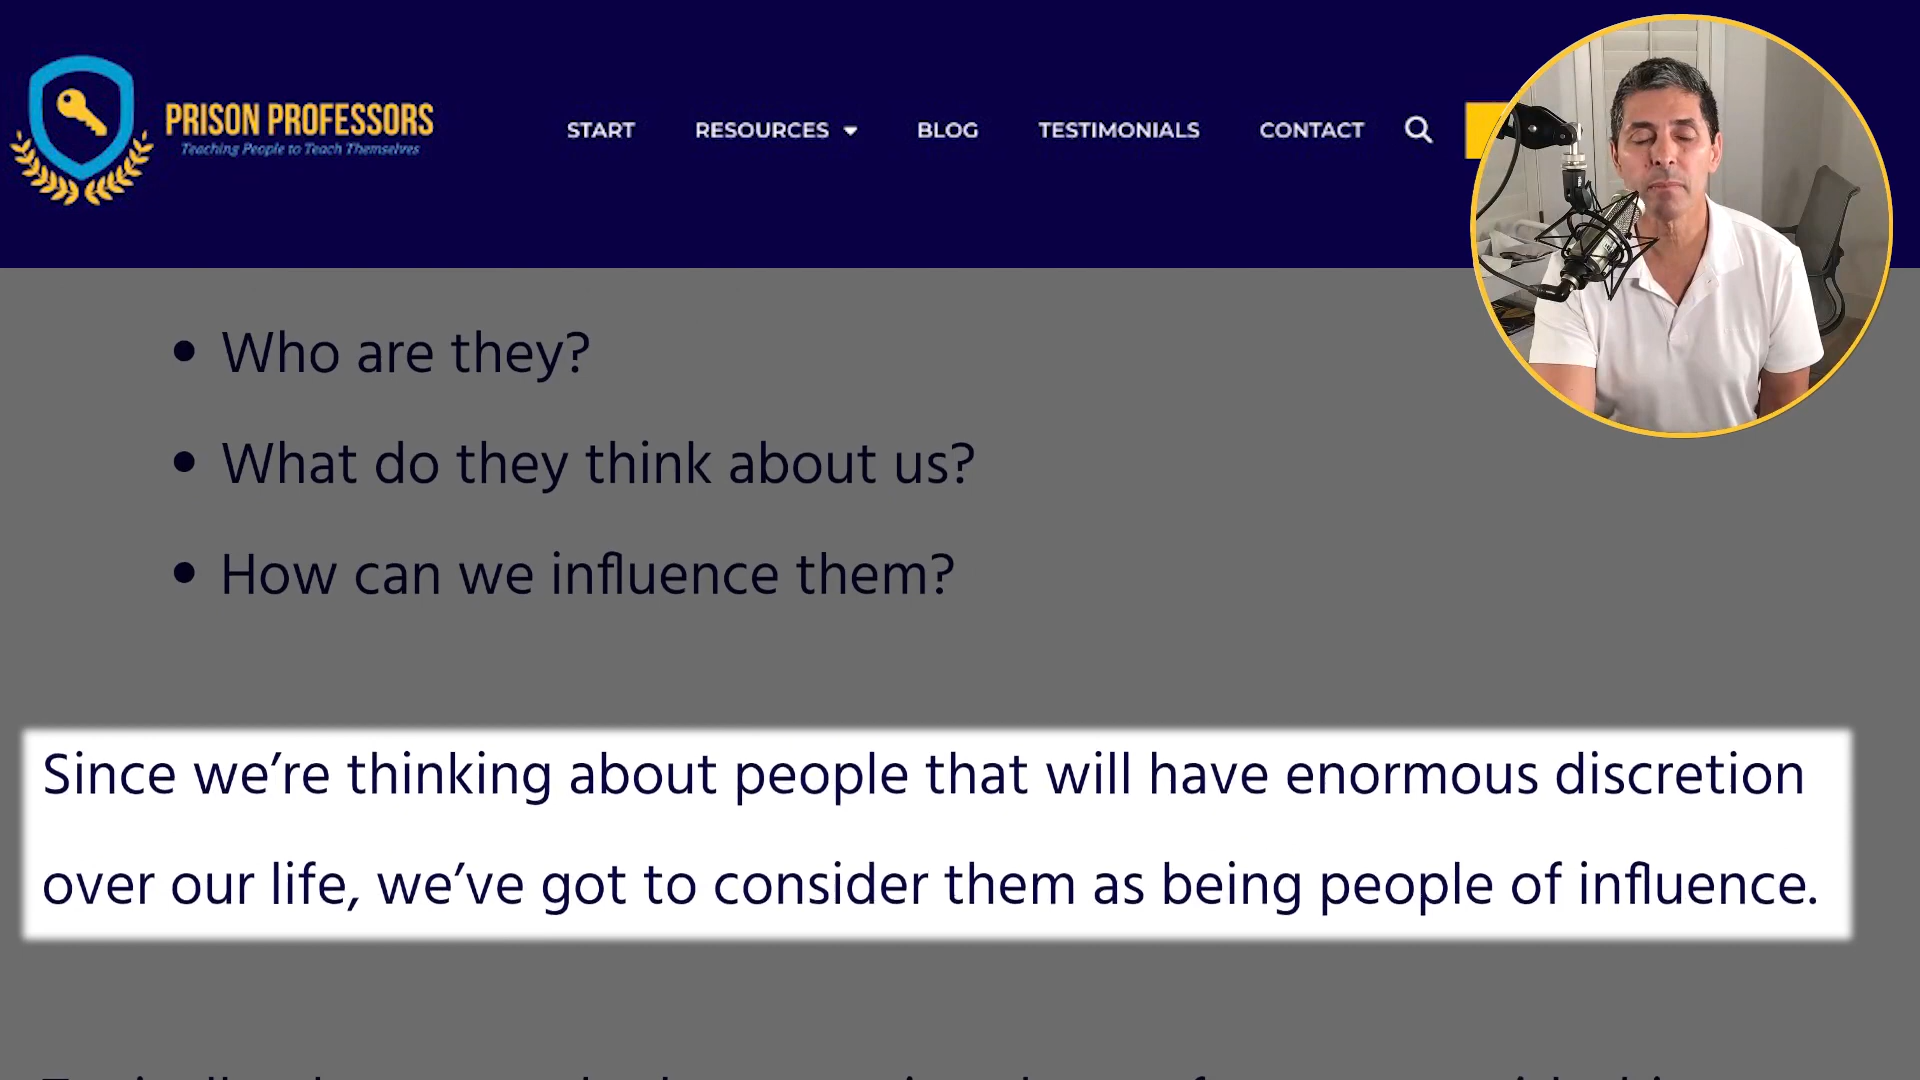 PRISON PROFESSORS
Teaching People to Teach Themselves
START RESOURCES BLOG TESTIMONIALS CONTACT
• Who are they?
• What do they think about us?
• How can we influence them?
Since we’re thinking about people that will have enormous discretion
over our life, we’ve got to consider them as being people of influence.